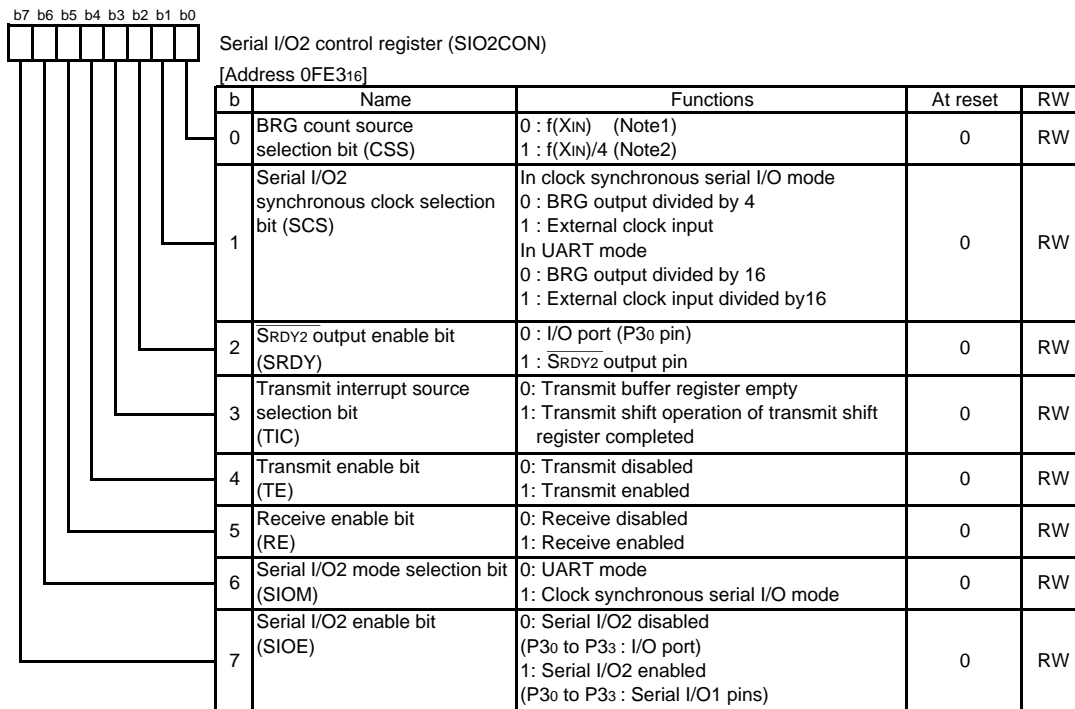 b7 b6 b5 b4 b3 b2 b1 b0
Serial I/O2 control register (SIO2CON)
[Address 0FE316]
b Name Functions At reset RW
0 BRG count source selection bit (CSS) 0 : f(XIN) (Note1) 0 RW
1 : f(XIN)/4 (Note2)
1 Serial I/O2
synchronous clock selection
bit (SCS)
In clock synchronous serial I/O mode
0 : BRG output divided by 4
1 : External clock input
In UART mode
0 : BRG output divided by 16
1 : External clock input divided by16
0 RW
2 SRDY2 output enable bit
(SRDY)
0 : I/O port (P30 pin)
1 : SRDY2 output pin
0 RW
3 Transmit interrupt source
selection bit
(TIC)
0: Transmit buffer register empty
1: Transmit shift operation of transmit shift
register completed
0 RW
4 Transmit enable bit
(TE)
0: Transmit disabled
1: Transmit enabled
0 RW
5 Receive enable bit
(RE)
0: Receive disabled
1: Receive enabled
0 RW
6 Serial I/O2 mode selection bit
(SIOM)
0: UART mode
1: Clock synchronous serial I/O mode
0 RW
7 Serial I/O2 enable bit
(SIOE)
0: Serial I/O2 disabled
(P30 to P33 : I/O port)
1: Serial I/O2 enabled
(P30 to P33 : Serial I/O1 pins)
0 RW